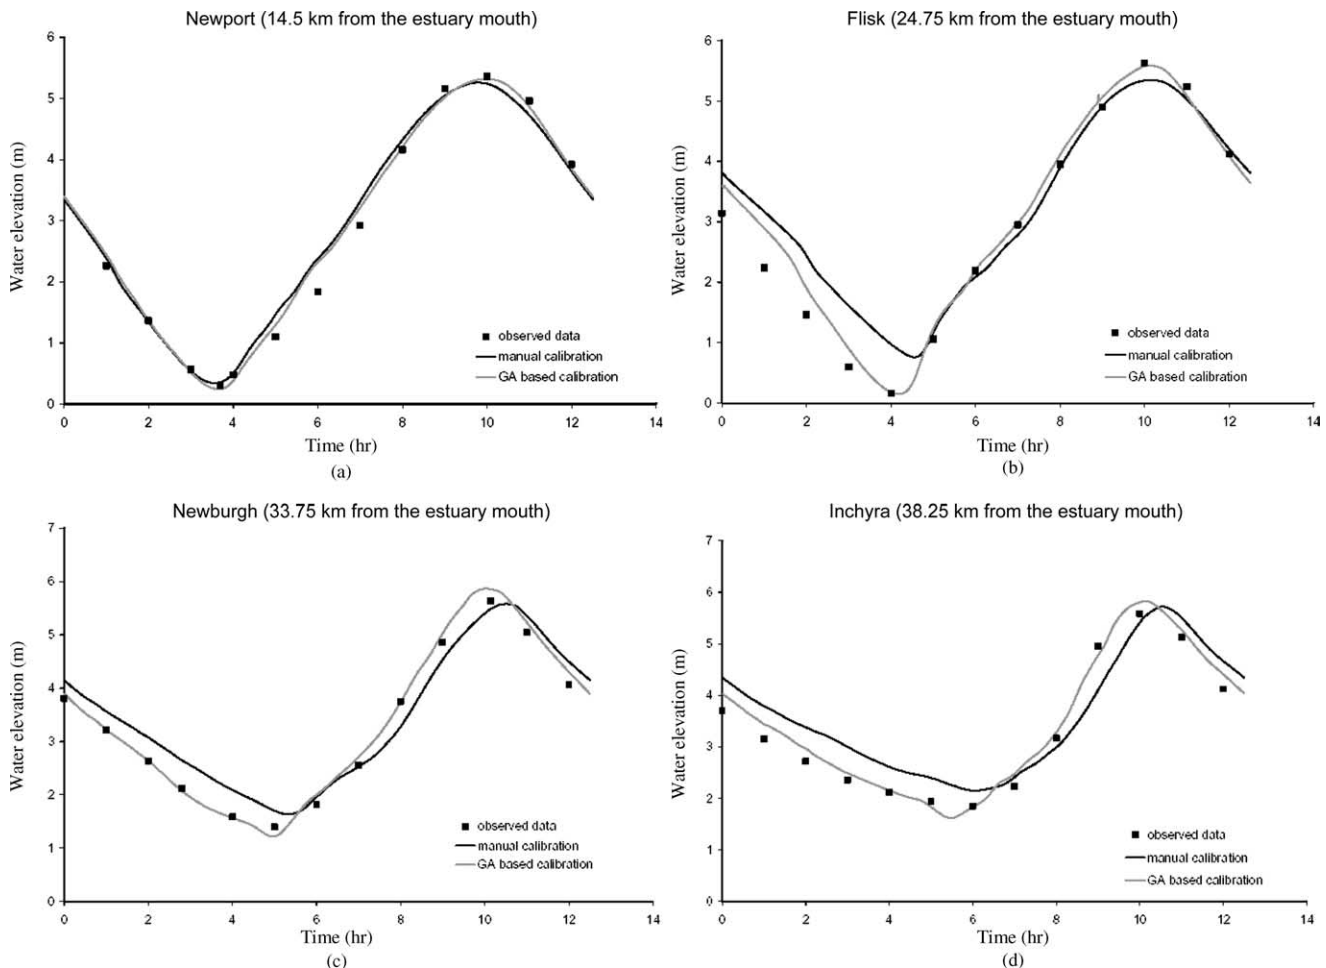 Newport (14.5 km from the estuary mouth)
6
5
4
3
2
1
0
Water elevation (m)
observed data
manual calibration
GA based calibration
0 2 4 6 8 10 12 14
Time (hr)
(a)
Flisk (24.75 km from the estuary mouth)
6
5
4
3
2
1
0
Water elevation (m)
observed data
manual calibration
GA based calibration
0 2 4 6 8 10 12 14
Time (hr)
(b)
Newburgh (33.75 km from the estuary mouth)
7
6
5
4
3
2
1
0
Water elevation (m)
observed data
manual calibration
GA based calibration
0 2 4 6 8 10 12 14
Time (hr)
(c)
Inchyra (38.25 km from the estuary mouth)
7
6
5
4
3
2
1
0
Water elevation (m)
observed data
manual calibration
GA based calibration
0 2 4 6 8 10 12 14
Time (hr)
(d)